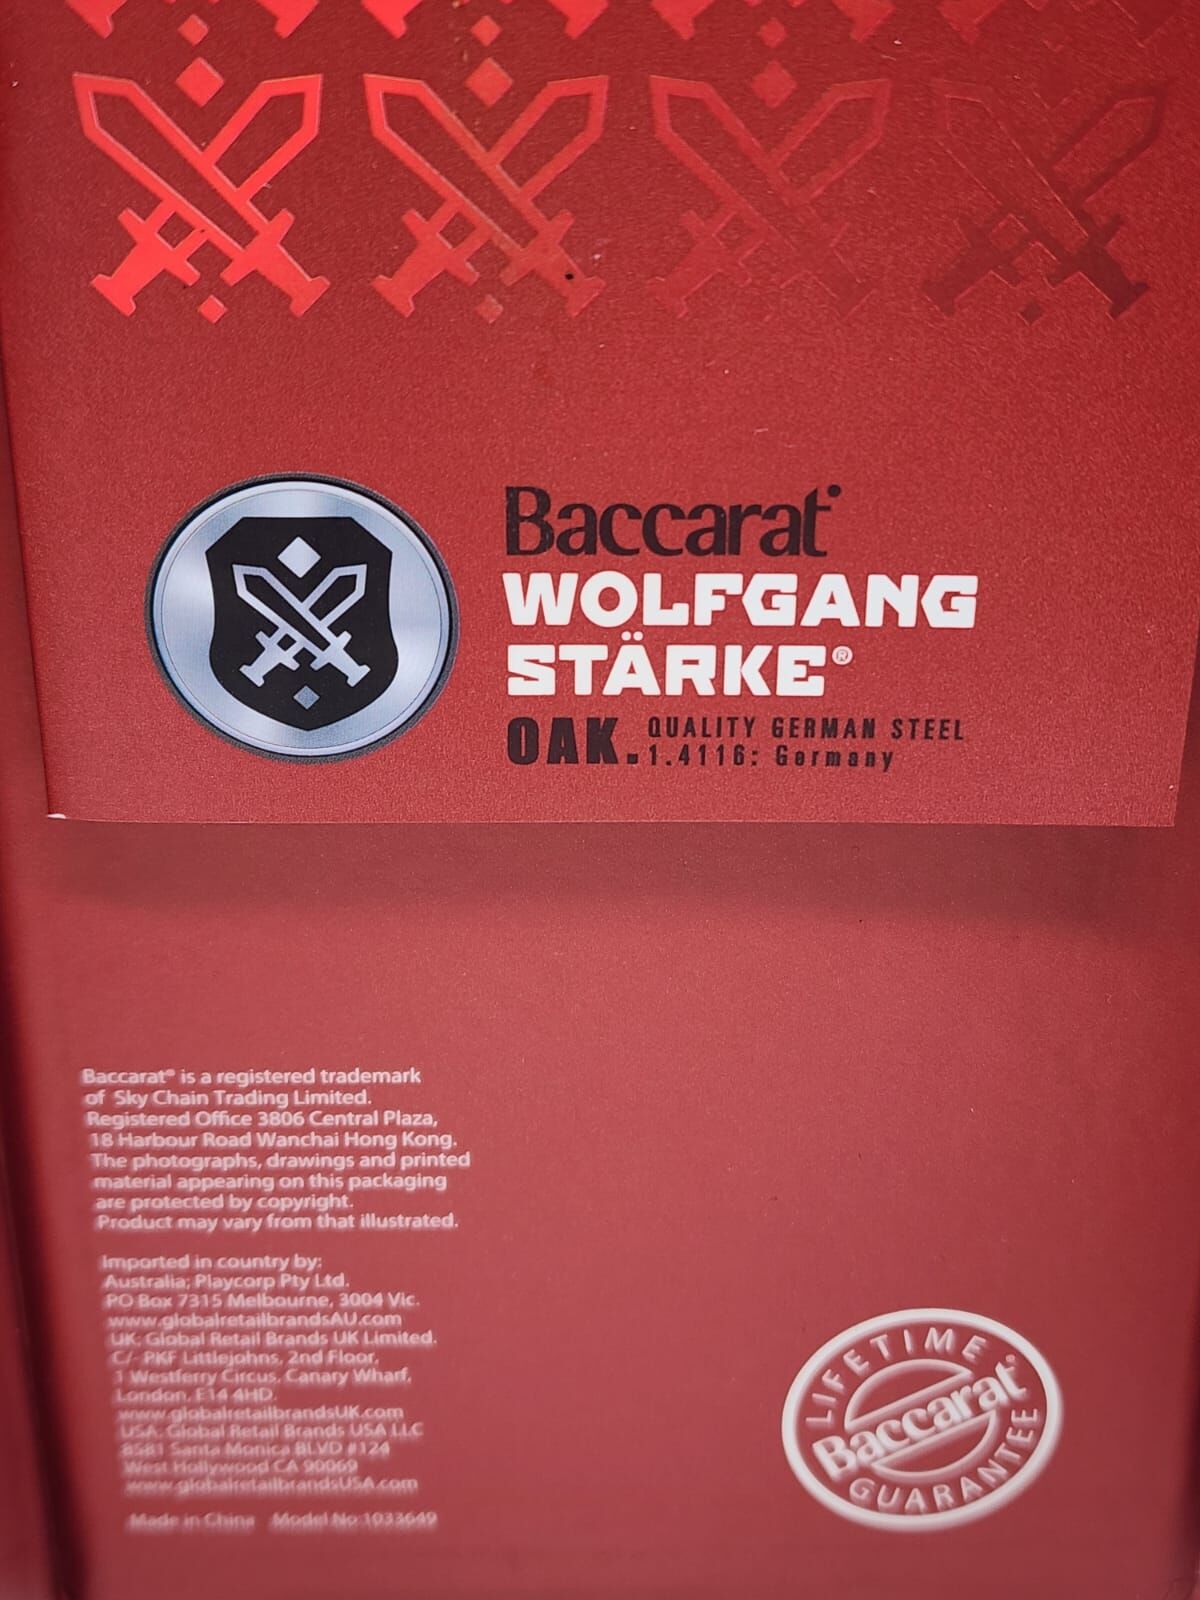 Baccarat®
WOLFGANG
STÄRKE®
OAK. QUALITY GERMAN STEEL
1.4116: Germany
Baccarat® is a registered trademark
of Sky Chain Trading Limited.
Registered Office 3806 Central Plaza,
18 Harbour Road Wanchai Hong Kong.
The photographs, drawings and printed
material appearing on this packaging
are protected by copyright.
Product may vary from that illustrated.
Imported in country by:
Australia; Playcorp Pty Ltd.
PO Box 7315 Melbourne, 3004 Vic.
www.globalretailbrandsAU.com
UK; Global Retail Brands UK Limited.
C/- PKF Littlejohns, 2nd Floor,
1 Westferry Circus, Canary Wharf,
London, E14 4HD.
www.globalretailbrandsUK.com
USA: Global Retail Brands USA LLC
8581 Santa Monica BLVD #124
West Hollywood CA 90069
www.globalretailbrandsUSA.com
Made in China Model No:1033649
LIFETIME
Baccarat®
GUARANTEE